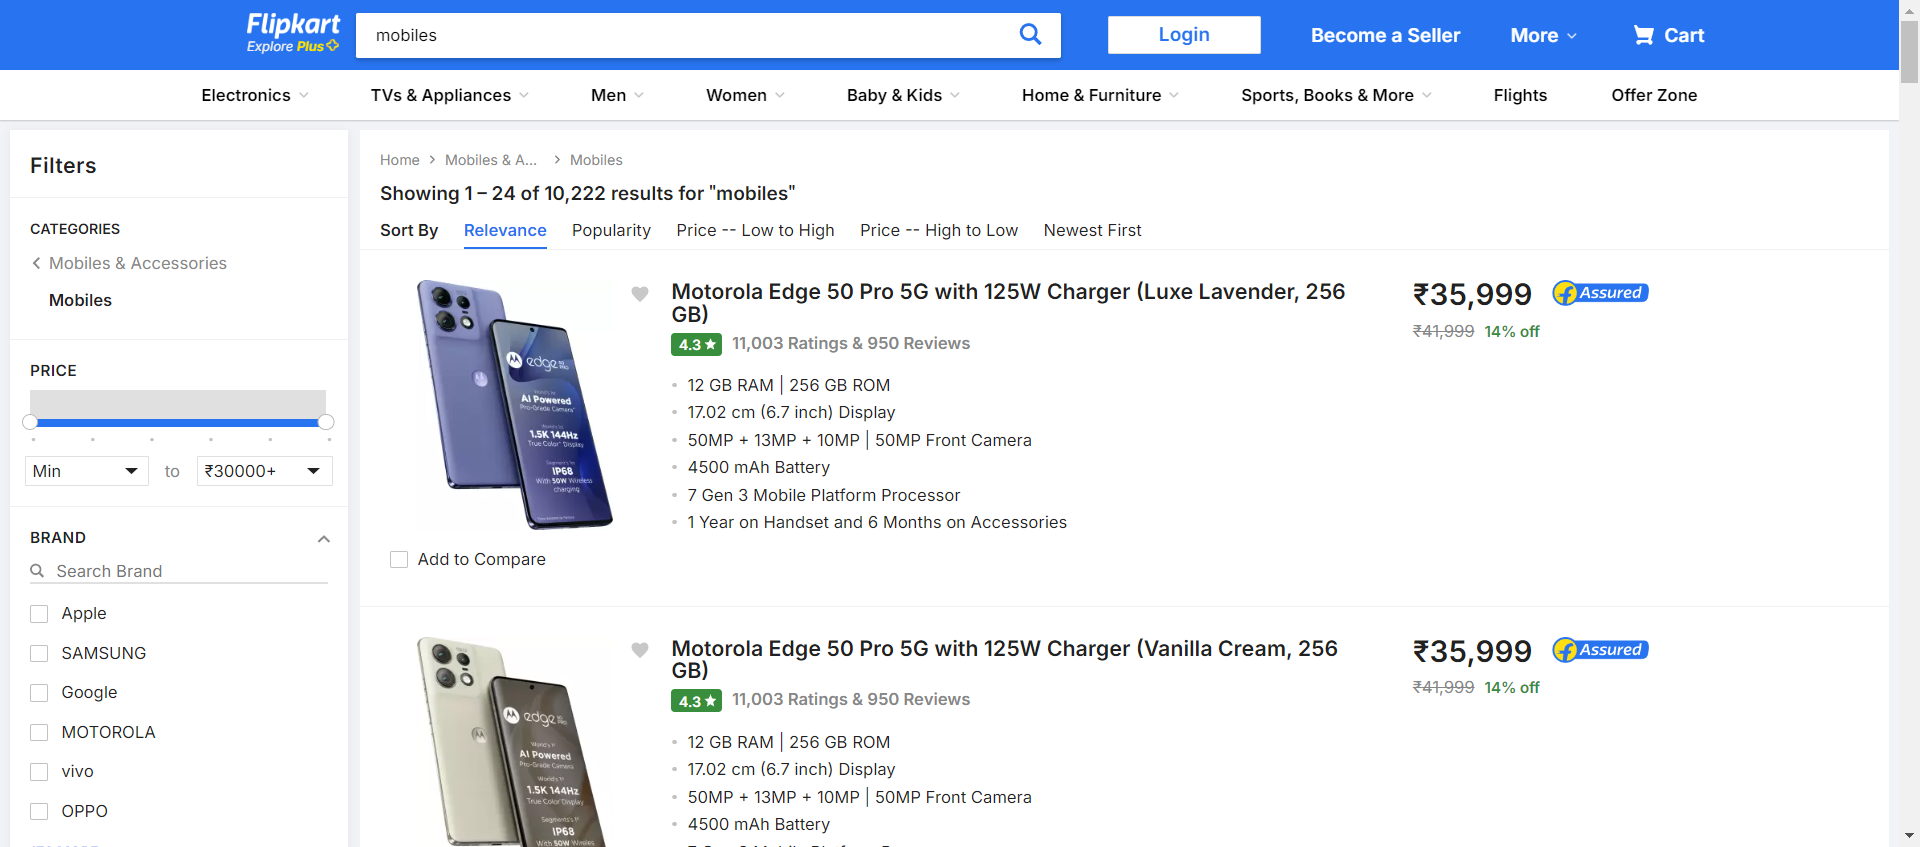 Flipkart
Explore Plus
mobiles
Login
Become a Seller
More
Cart
Electronics
TVs & Appliances
Men
Women
Baby & Kids
Home & Furniture
Sports, Books & More
Flights
Offer Zone
Filters
CATEGORIES
Mobiles & Accessories
Mobiles
PRICE
Min
to
₹30000+
BRAND
Search Brand
Apple
SAMSUNG
Google
MOTOROLA
vivo
OPPO
Home
Mobiles & A...
Mobiles
Showing 1 – 24 of 10,222 results for "mobiles"
Sort By
Relevance
Popularity
Price -- Low to High
Price -- High to Low
Newest First
edge
AI Powered
Pro-Grade Camera
1.5K 144Hz
True Color Display
IP68
With 50W Wireless
charging
Add to Compare
Motorola Edge 50 Pro 5G with 125W Charger (Luxe Lavender, 256
GB)
4.3
11,003 Ratings & 950 Reviews
12 GB RAM | 256 GB ROM
17.02 cm (6.7 inch) Display
50MP + 13MP + 10MP | 50MP Front Camera
4500 mAh Battery
7 Gen 3 Mobile Platform Processor
1 Year on Handset and 6 Months on Accessories
₹35,999
Assured
₹41,999
14% off
edge
World's 1st
AI Powered
Pro-Grade Camera
World's 1st
1.5K 144Hz
True Color Display
Segment's 1st
IP68
With 50W Wireless
Motorola Edge 50 Pro 5G with 125W Charger (Vanilla Cream, 256
GB)
4.3
11,003 Ratings & 950 Reviews
12 GB RAM | 256 GB ROM
17.02 cm (6.7 inch) Display
50MP + 13MP + 10MP | 50MP Front Camera
4500 mAh Battery
₹35,999
Assured
₹41,999
14% off